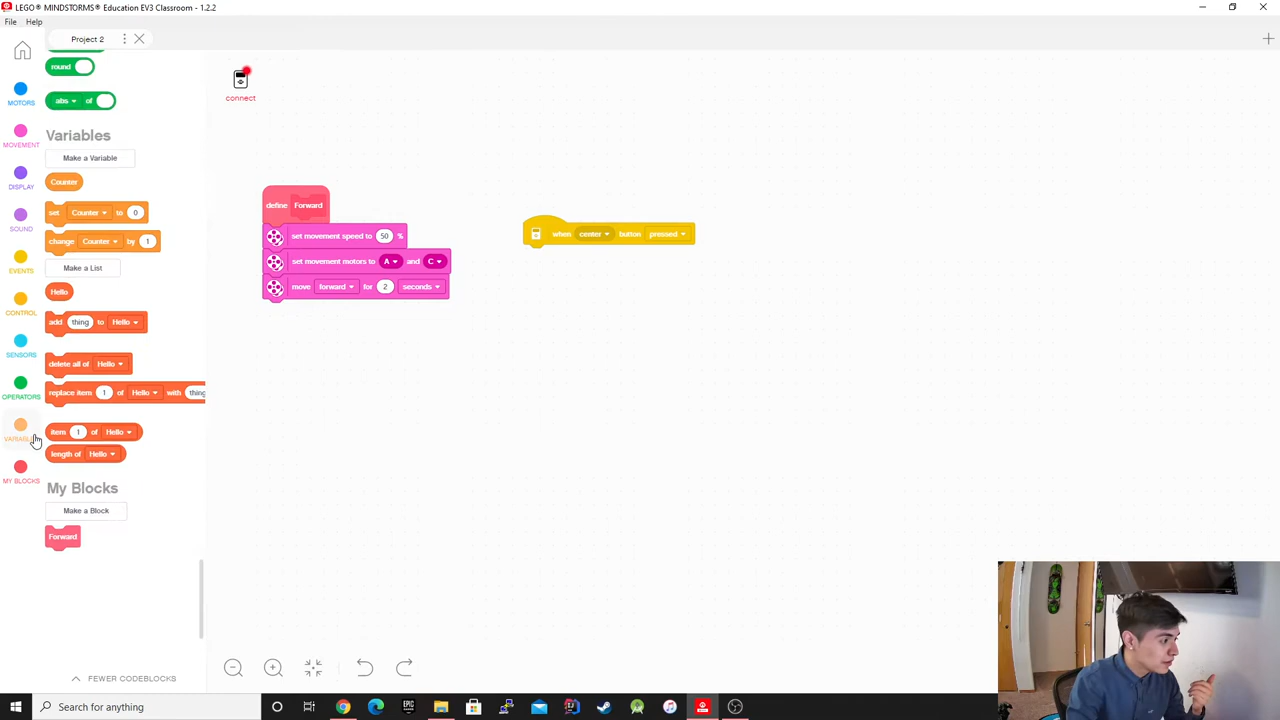 LEGO® MINDSTORMS® Education EV3 Classroom - 1.2.2
File Help
Project 2
connect
MOTORS
MOVEMENT
DISPLAY
SOUND
EVENTS
CONTROL
SENSORS
OPERATORS
MY BLOCKS
round
abs of
Variables
Make a Variable
Counter
set Counter to 0
change Counter by 1
Make a List
Hello
add thing to Hello
delete all of Hello
replace item 1 of Hello with thing
item 1 of Hello
length of Hello
My Blocks
Make a Block
Forward
FEWER CODEBLOCKS
define Forward
set movement speed to 50 %
set movement motors to A and C
move forward for 2 seconds
when center button pressed
Search for anything